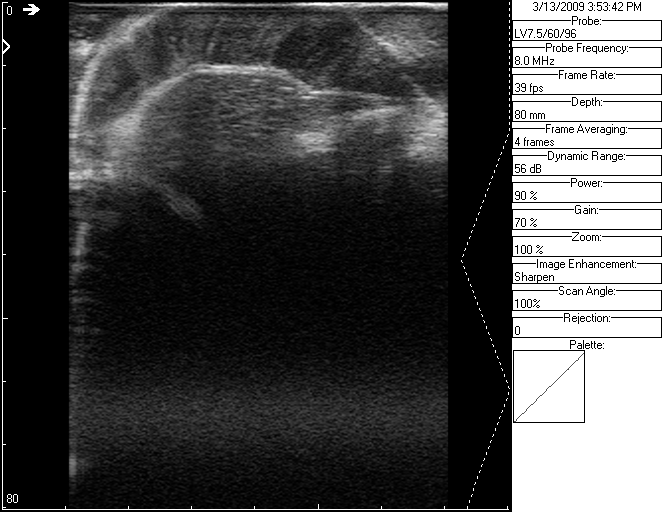 0
80
3/13/2009 3:53:42 PM
Probe:
LV7.5/60/96
Probe Frequency:
8.0 MHz
Frame Rate:
39 fps
Depth:
80 mm
Frame Averaging:
4 frames
Dynamic Range:
56 dB
Power:
90 %
Gain:
70 %
Zoom:
100 %
Image Enhancement:
Sharpen
Scan Angle:
100%
Rejection:
0
Palette: